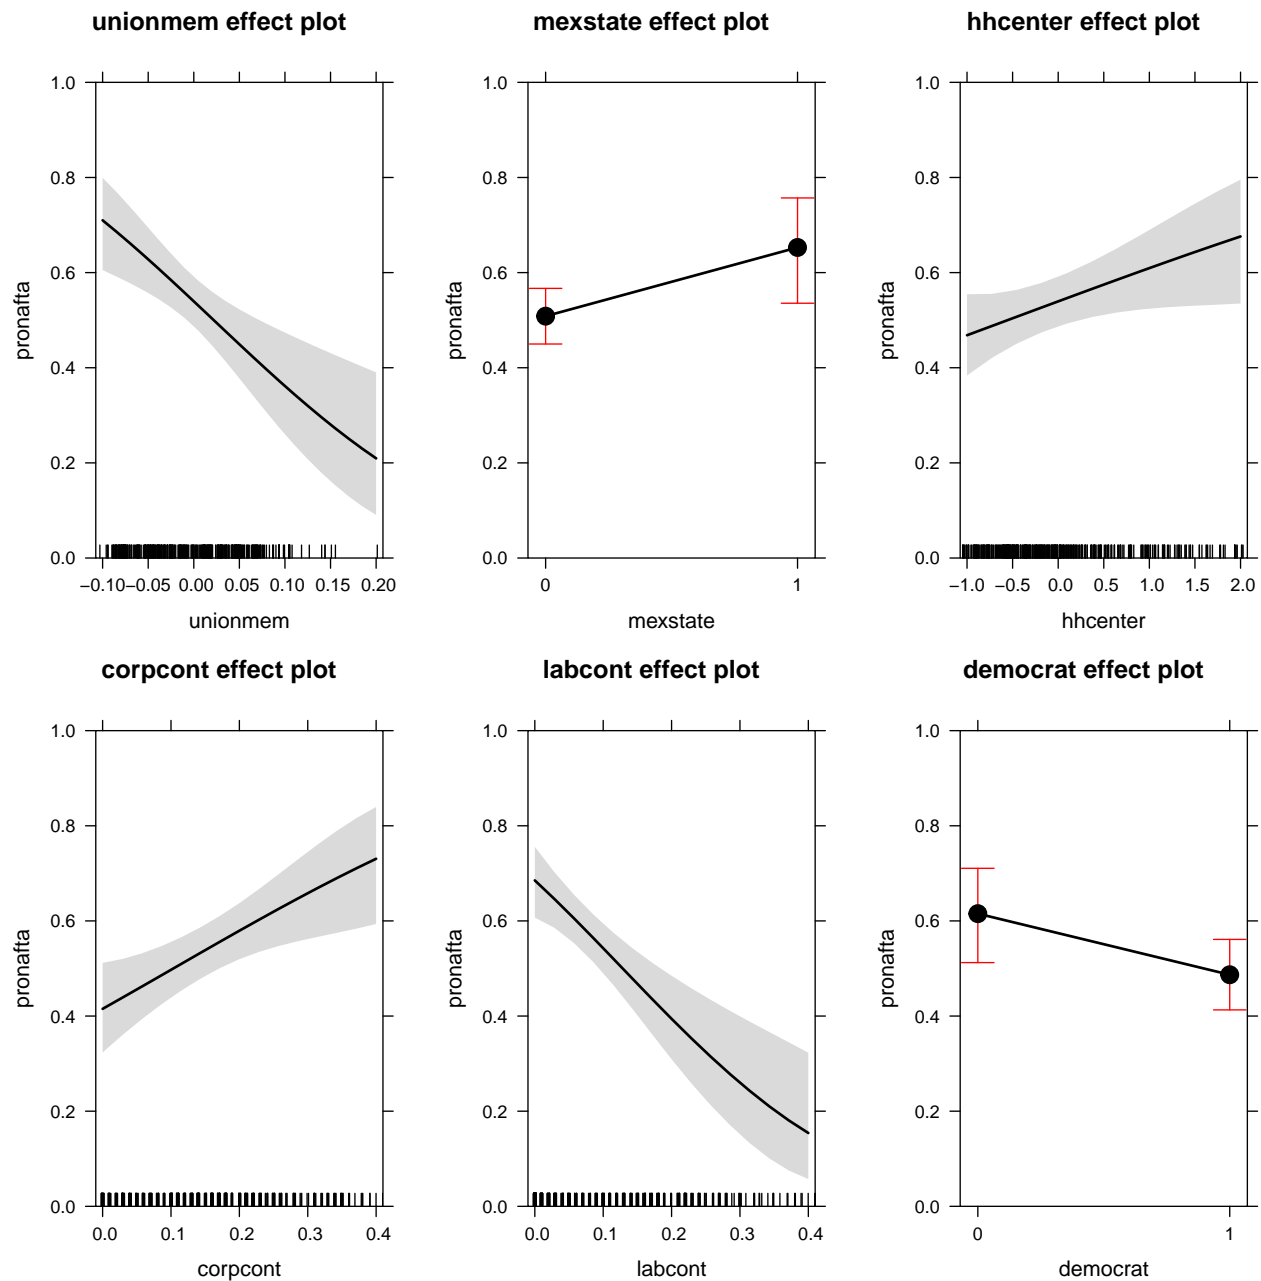 unionmem effect plot
1.0
0.8
0.6
0.4
0.2
0.0
pronafta
−0.10 −0.05 0.00 0.05 0.10 0.15 0.20
unionmem
mexstate effect plot
1.0
0.8
0.6
0.4
0.2
0.0
pronafta
0 1
mexstate
hhcenter effect plot
1.0
0.8
0.6
0.4
0.2
0.0
pronafta
−1.0 −0.5 0.0 0.5 1.0 1.5 2.0
hhcenter
corpcont effect plot
1.0
0.8
0.6
0.4
0.2
0.0
pronafta
0.0 0.1 0.2 0.3 0.4
corpcont
labcont effect plot
1.0
0.8
0.6
0.4
0.2
0.0
pronafta
0.0 0.1 0.2 0.3 0.4
labcont
democrat effect plot
1.0
0.8
0.6
0.4
0.2
0.0
pronafta
0 1
democrat